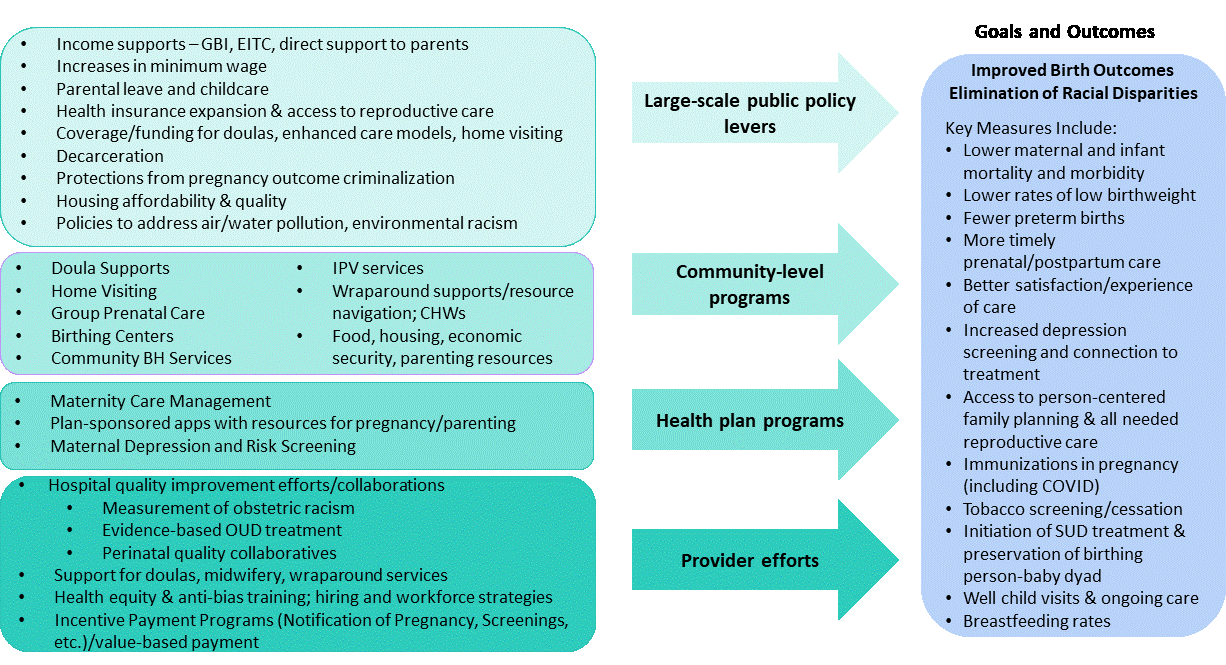 • Income supports – GBI, EITC, direct support to parents
• Increases in minimum wage
• Parental leave and childcare
• Health insurance expansion & access to reproductive care
• Coverage/funding for doulas, enhanced care models, home visiting
• Decarceration
• Protections from pregnancy outcome criminalization
• Housing affordability & quality
• Policies to address air/water pollution, environmental racism
Large-scale public policy
levers
• Doula Supports
• Home Visiting
• Group Prenatal Care
• Birthing Centers
• Community BH Services
• IPV services
• Wraparound supports/resource
navigation; CHWs
• Food, housing, economic
security, parenting resources
Community-level
programs
• Maternity Care Management
• Plan-sponsored apps with resources for pregnancy/parenting
• Maternal Depression and Risk Screening
Health plan programs
• Hospital quality improvement efforts/collaborations
• Measurement of obstetric racism
• Evidence-based OUD treatment
• Perinatal quality collaboratives
• Support for doulas, midwifery, wraparound services
• Health equity & anti-bias training; hiring and workforce strategies
• Incentive Payment Programs (Notification of Pregnancy, Screenings,
etc.)/value-based payment
Provider efforts
Goals and Outcomes
Improved Birth Outcomes
Elimination of Racial Disparities
Key Measures Include:
• Lower maternal and infant
mortality and morbidity
• Lower rates of low birthweight
• Fewer preterm births
• More timely
prenatal/postpartum care
• Better satisfaction/experience
of care
• Increased depression
screening and connection to
treatment
• Access to person-centered
family planning & all needed
reproductive care
• Immunizations in pregnancy
(including COVID)
• Tobacco screening/cessation
• Initiation of SUD treatment &
preservation of birthing
person-baby dyad
• Well child visits & ongoing care
• Breastfeeding rates